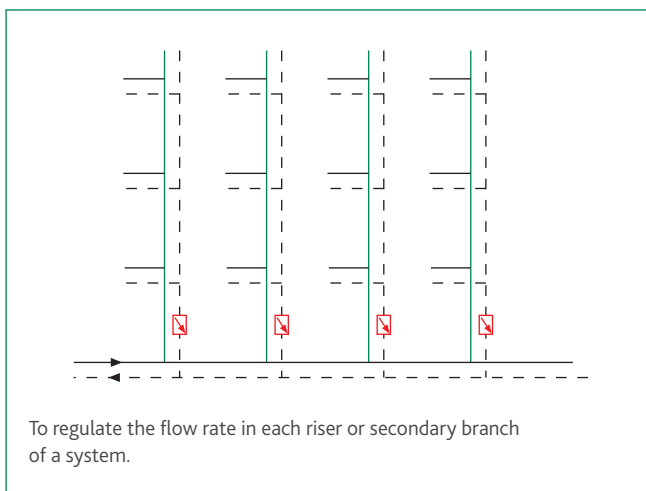 To regulate the flow rate in each riser or secondary branch
of a system.